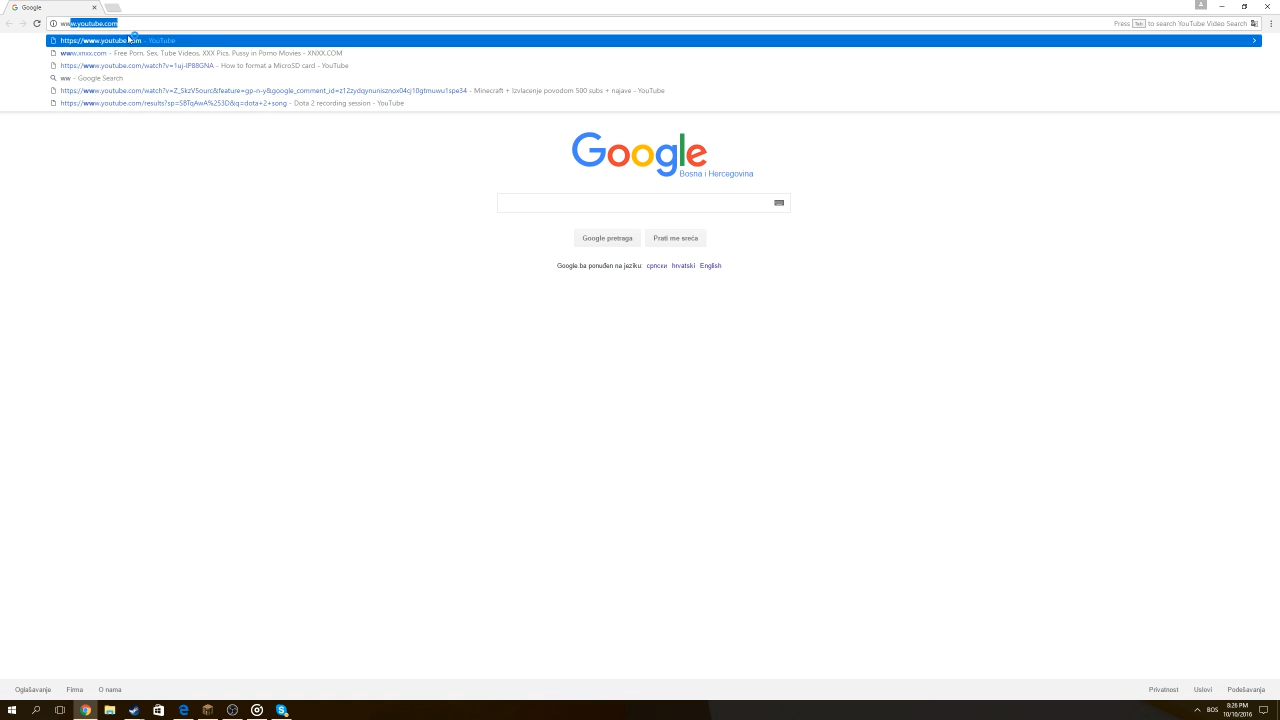 Google
www.youtube.com
Press Tab to search YouTube Video Search
https://www.youtube.com - YouTube
www.xnxx.com - Free Porn, Sex, Tube Videos, XXX Pics, Pussy in Porno Movies - XNXX.COM
https://www.youtube.com/watch?v=1uj-IP88GNA - How to format a MicroSD card - YouTube
ww - Google Search
https://www.youtube.com/watch?v=Z_SkzV5ourc&feature=gp-n-y&google_comment_id=z12zydqynunisznox04cj10gtmuwu1spe34 - Minecraft + Izvlacenje povodom 500 subs + najave - YouTube
https://www.youtube.com/results?sp=SBTqAwA%253D&q=dota+2+song - Dota 2 recording session - YouTube
Google
Bosna i Hercegovina
Google pretraga Prati me sreća
Google.ba ponuđen na jeziku: српски hrvatski English
Oglašavanje Firma O nama Privatnost Uslovi Podešavanja
BOS 8:26 PM
10/10/2016